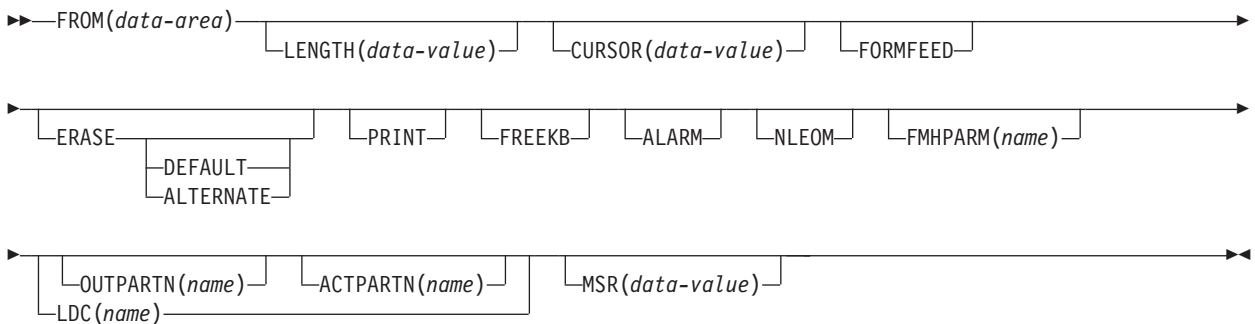 FROM(data-area)
LENGTH(data-value) CURSOR(data-value) FORMFEED
ERASE PRINT FREEKB ALARM NLEOM FMHPARM(name)
DEFAULT
ALTERNATE
OUTPARTN(name) ACTPARTN(name) MSR(data-value)
LDC(name)